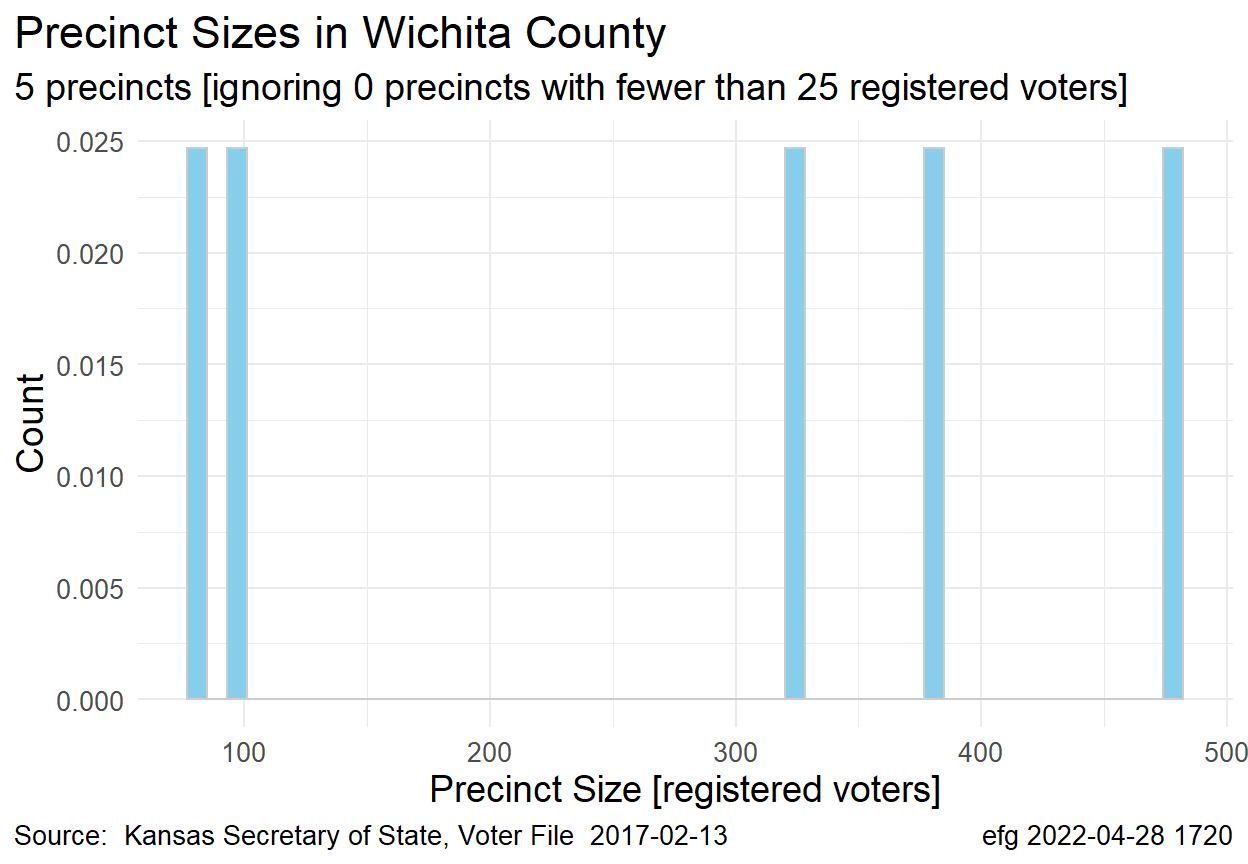 Precinct Sizes in Wichita County
5 precincts [ignoring 0 precincts with fewer than 25 registered voters]
0.025
0.020
0.015
0.010
0.005
0.000
Count
100 200 300 400 500
Precinct Size [registered voters]
Source: Kansas Secretary of State, Voter File 2017-02-13 efg 2022-04-28 1720